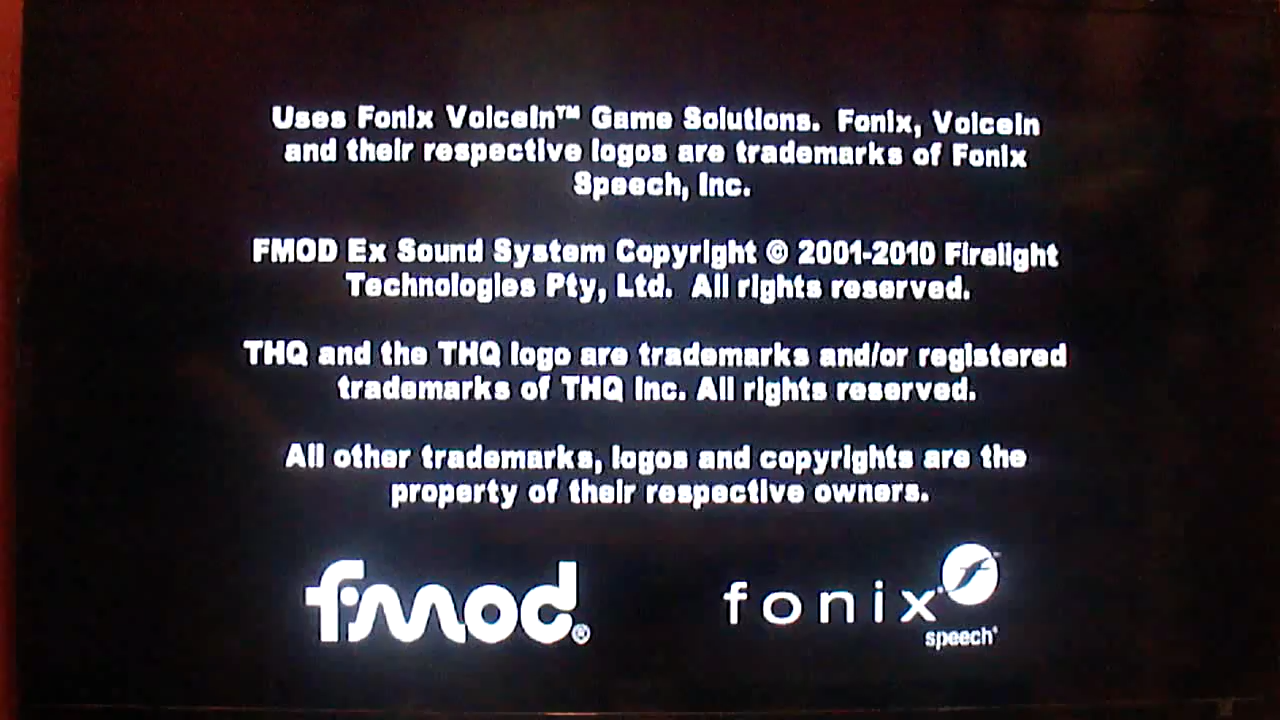 Uses Fonix VoiceIn™ Game Solutions. Fonix, VoiceIn
and their respective logos are trademarks of Fonix
Speech, Inc.
FMOD Ex Sound System Copyright © 2001-2010 Firelight
Technologies Pty, Ltd. All rights reserved.
THQ and the THQ logo are trademarks and/or registered
trademarks of THQ Inc. All rights reserved.
All other trademarks, logos and copyrights are the
property of their respective owners.
fmod®
fonix™
speech®